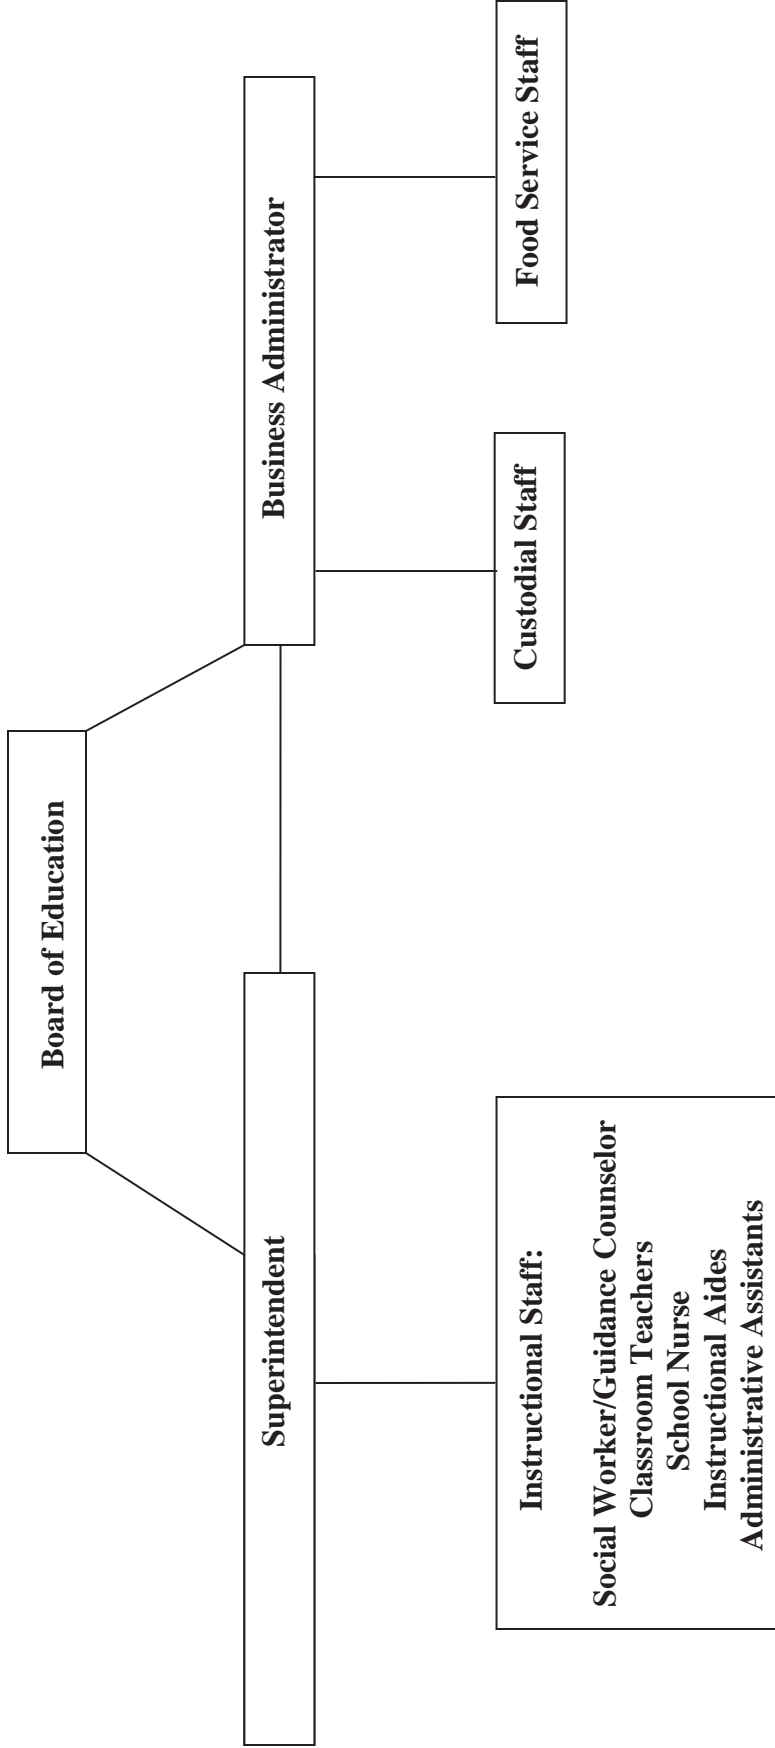 Board of Education
Superintendent
Business Administrator
Instructional Staff:
Social Worker/Guidance Counselor
Classroom Teachers
School Nurse
Instructional Aides
Administrative Assistants
Custodial Staff
Food Service Staff